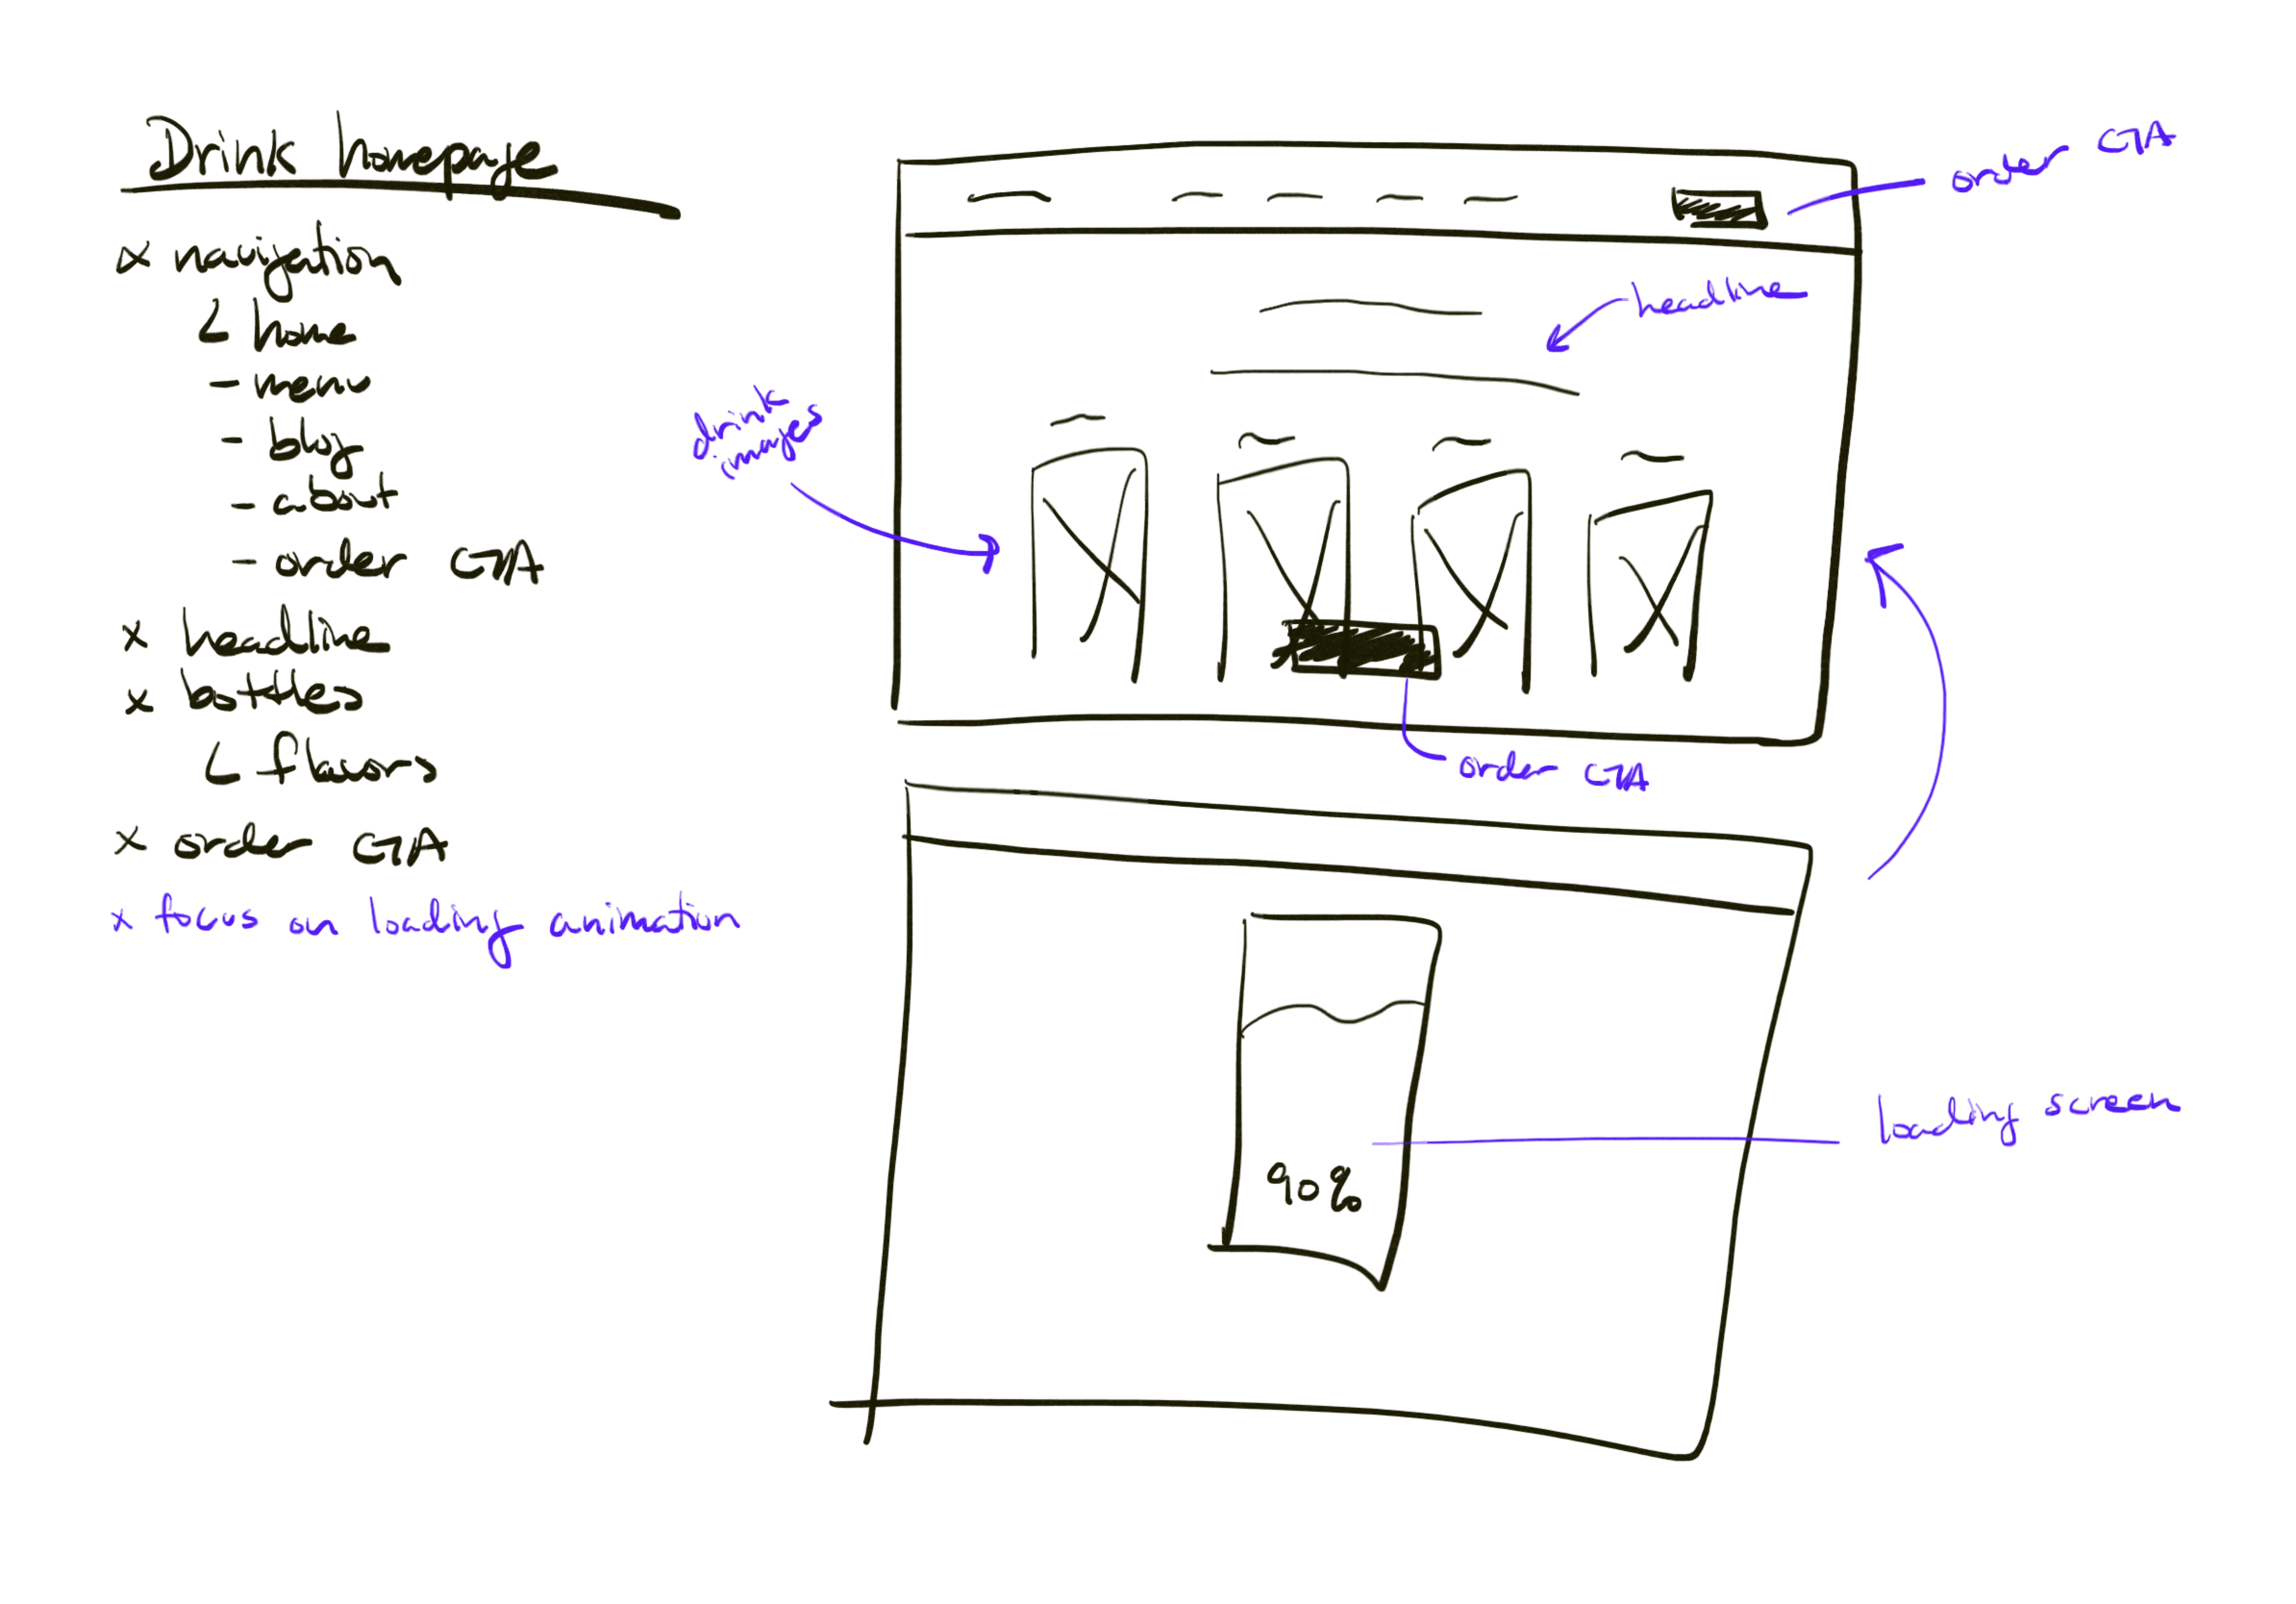 Drink homepage
x navigation
home
- menu
- blog
- about
- order CTA
x headline
x bottles
flavors
x order CTA
x focus on loading animation
order CTA
headline
drink
images
order CTA
90%
loading screen